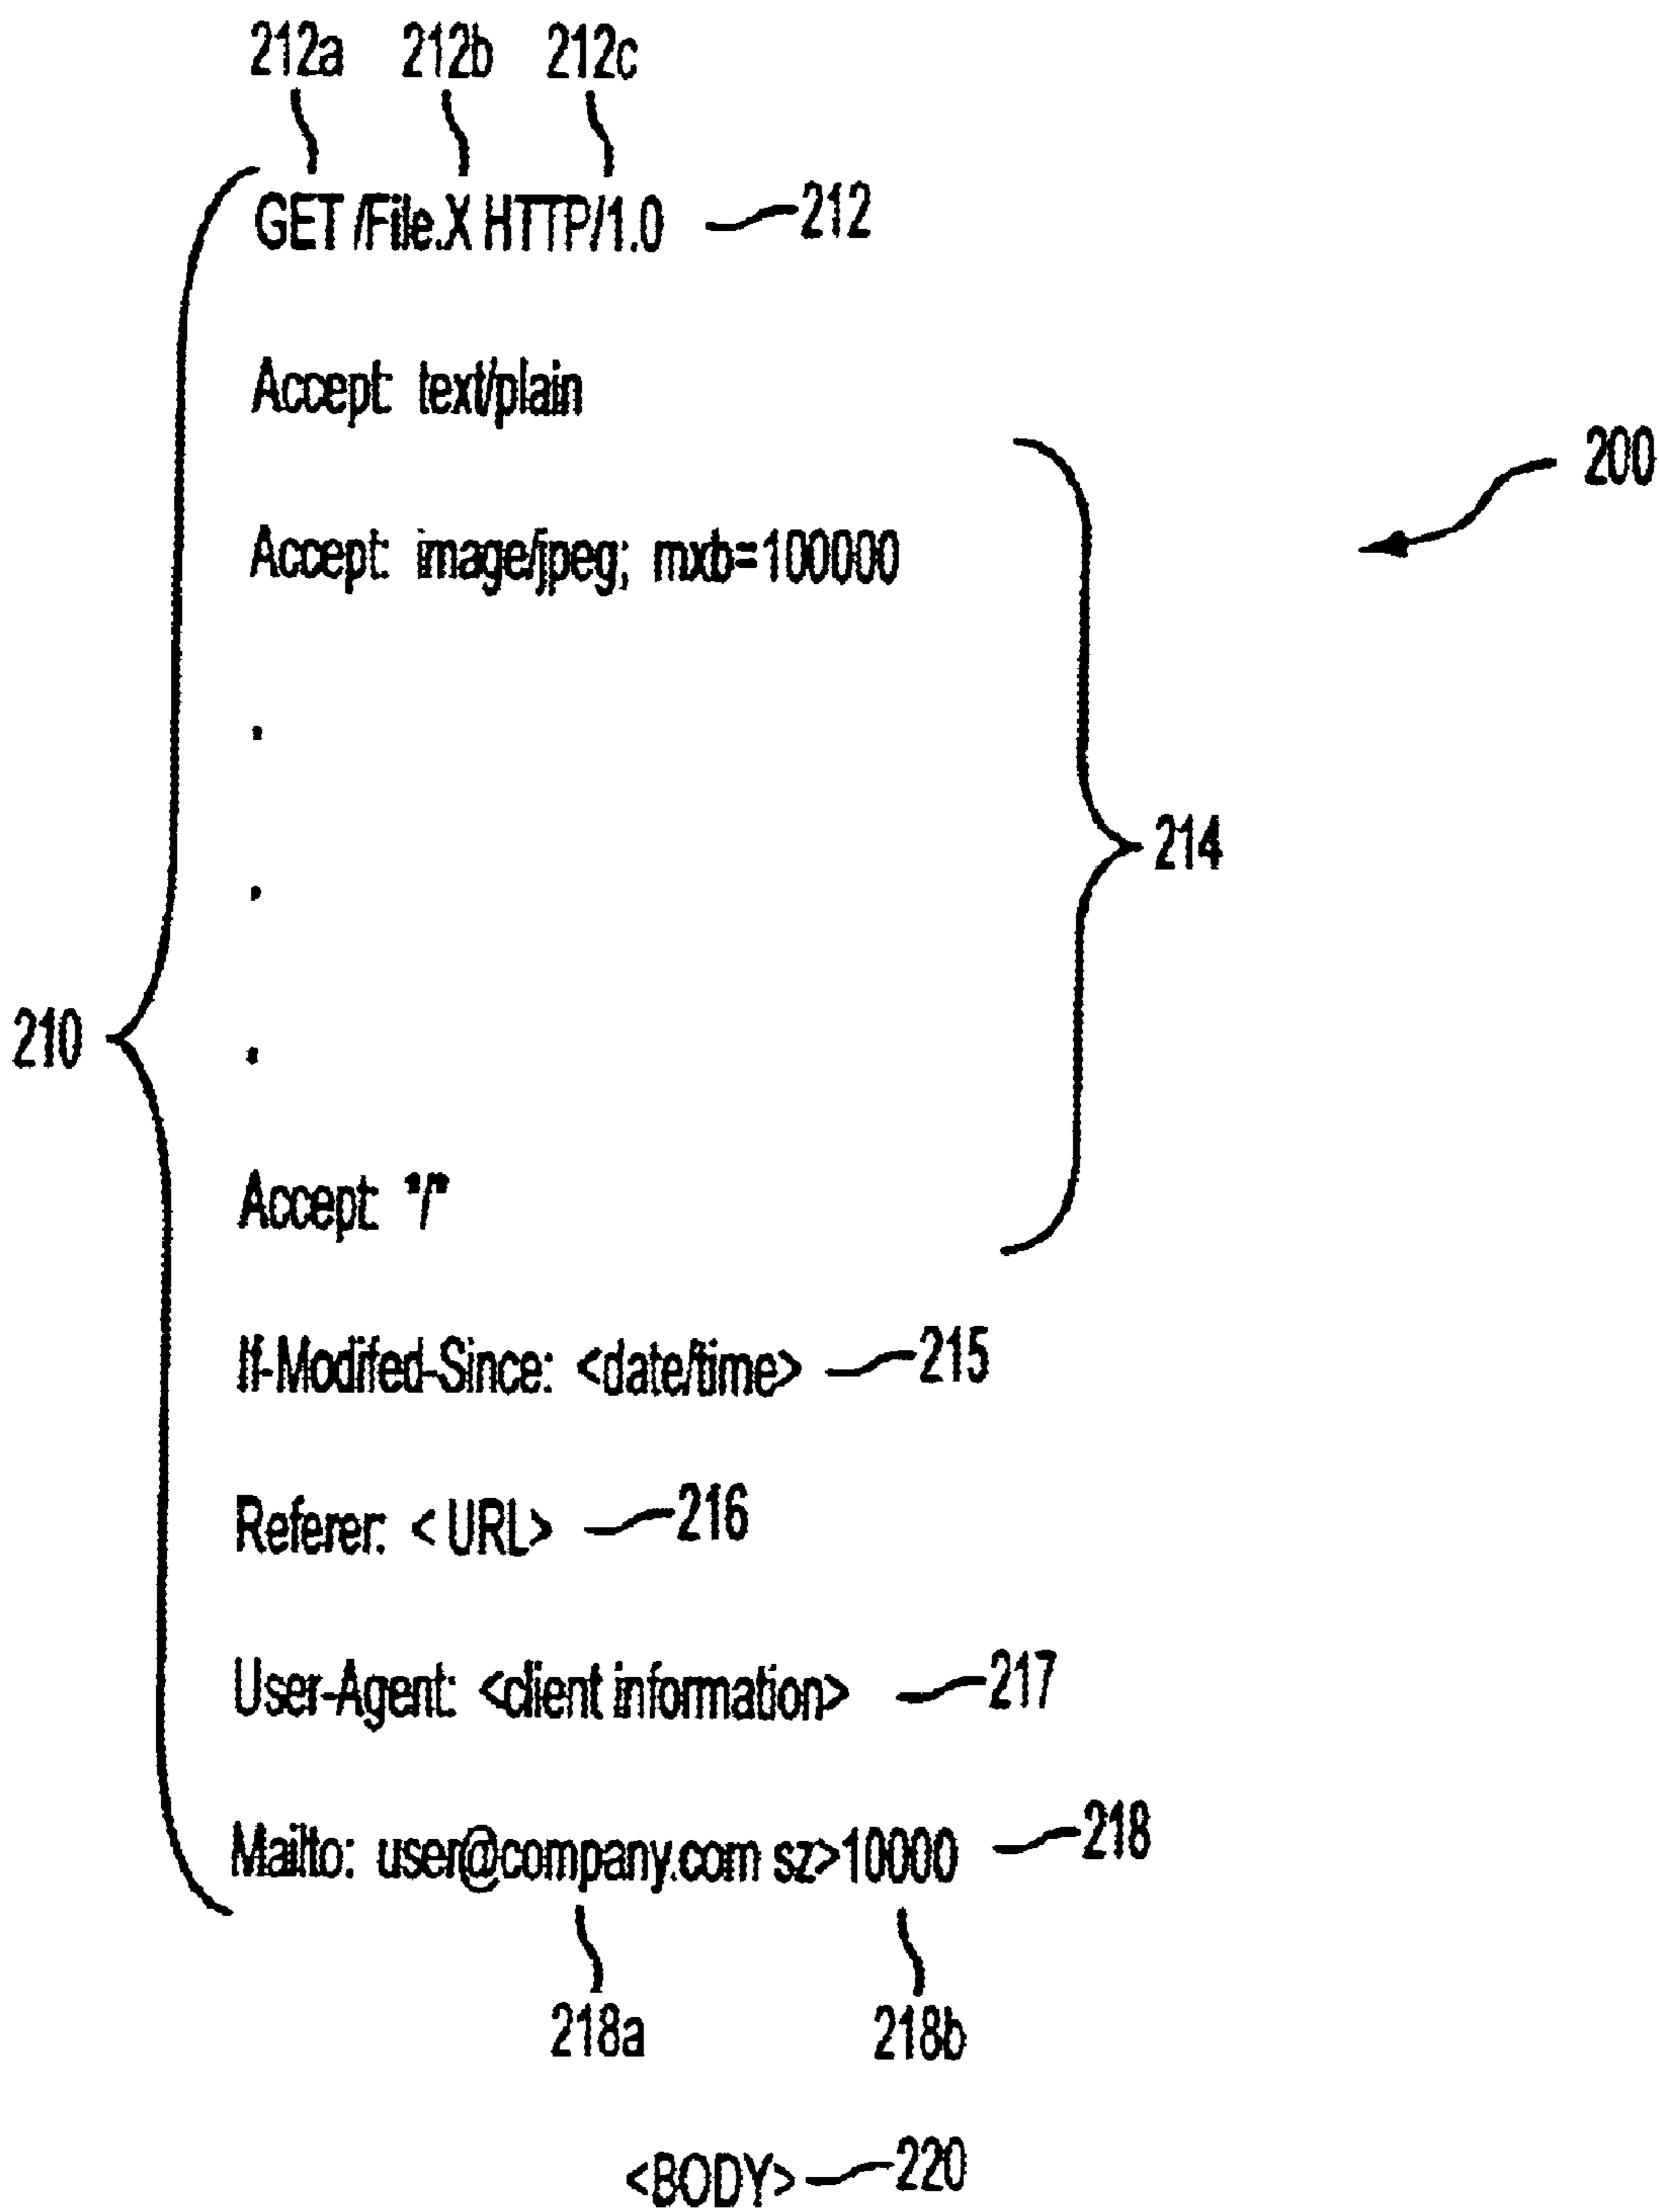 212a 212b 212c
GET /File.X HTTP/1.0 212
Accept: text/plain
200
Accept: image/jpeg; mxb=100000
.
214
.
210
.
Accept: */*
If-Modifed-Since: <date/time> 215
Referer: < URL> 216
User-Agent: <client information> 217
Mailto: user@company.com sz>10000 218
218a 218b
<BODY> 220